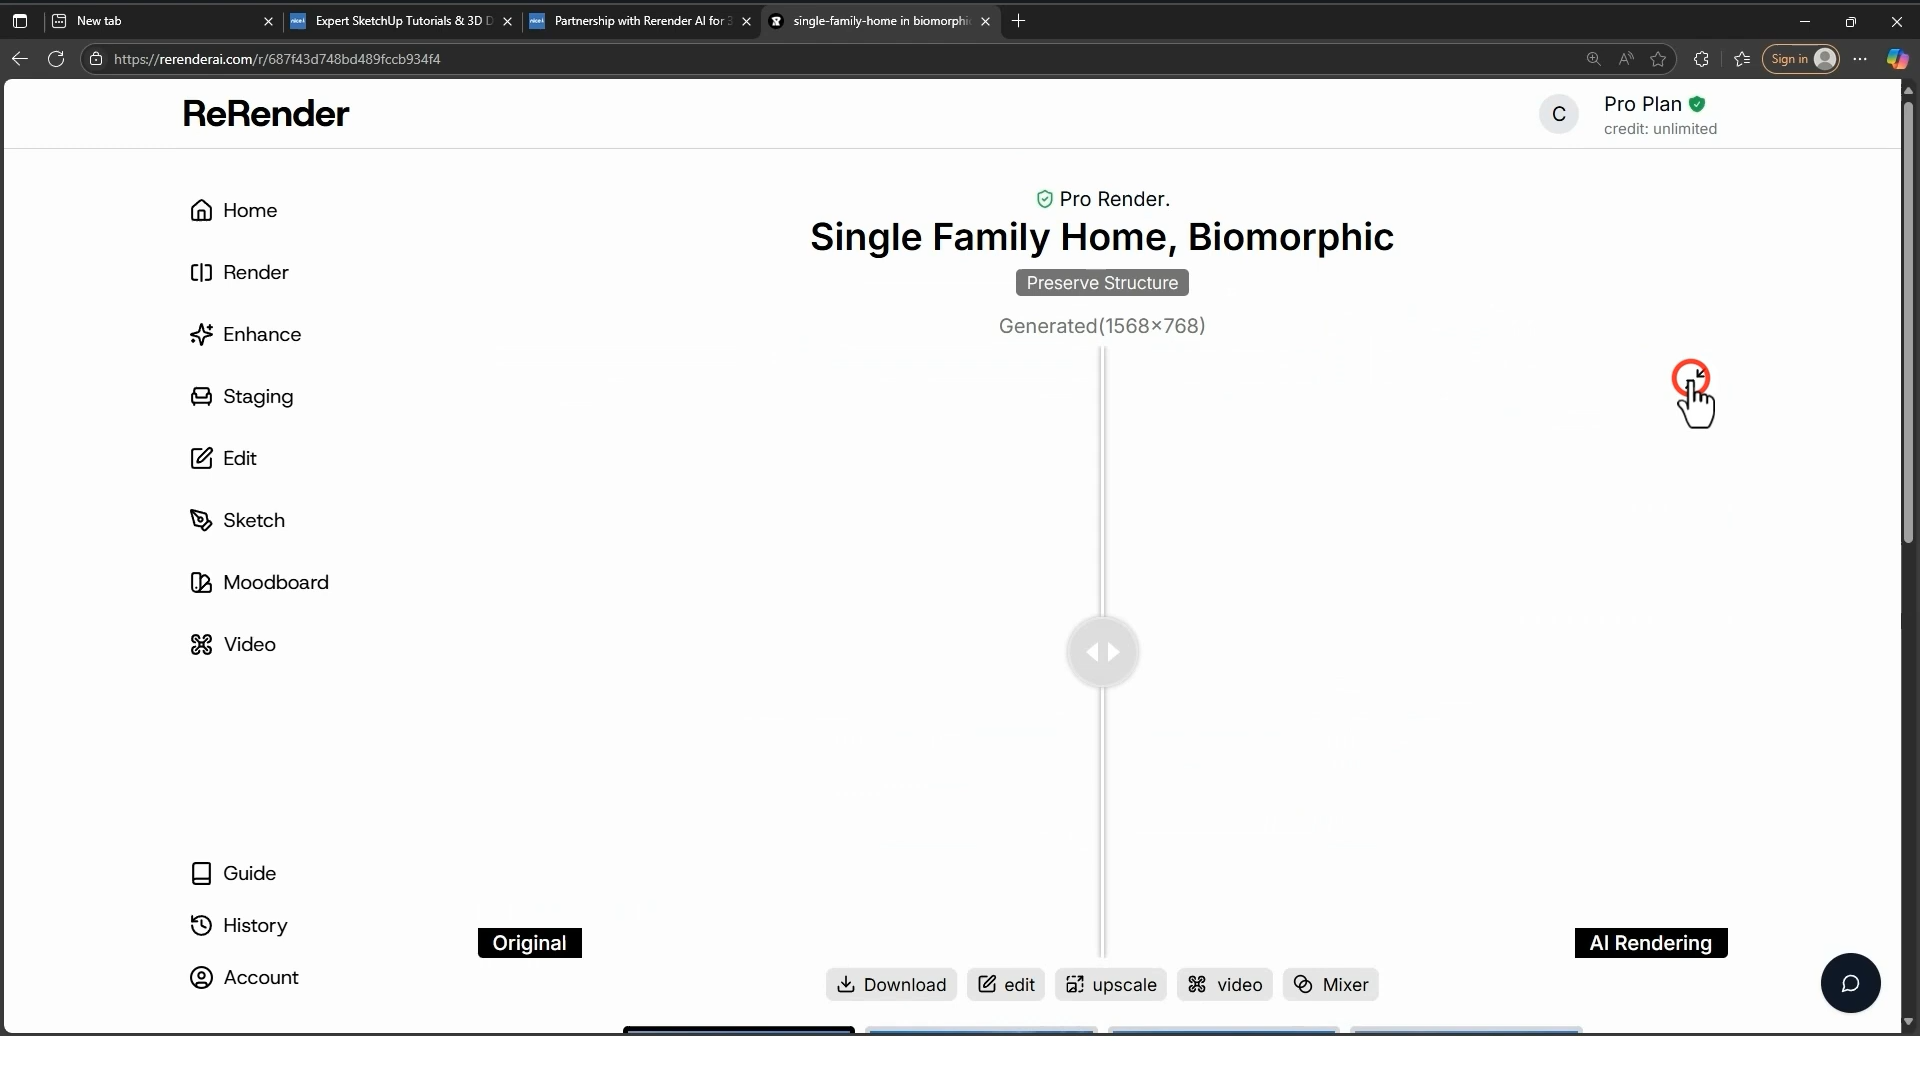 New tab
Expert SketchUp Tutorials & 3D D
Partnership with Rerender AI for 3
single-family-home in biomorphic
https://rerenderai.com/r/687f43d748bd489fccb934f4
Sign in
ReRender
C
Pro Plan
credit: unlimited
Home
Render
Enhance
Staging
Edit
Sketch
Moodboard
Video
Guide
History
Account
Pro Render.
Single Family Home, Biomorphic
Preserve Structure
Generated(1568×768)
Original
AI Rendering
Download
edit
upscale
video
Mixer